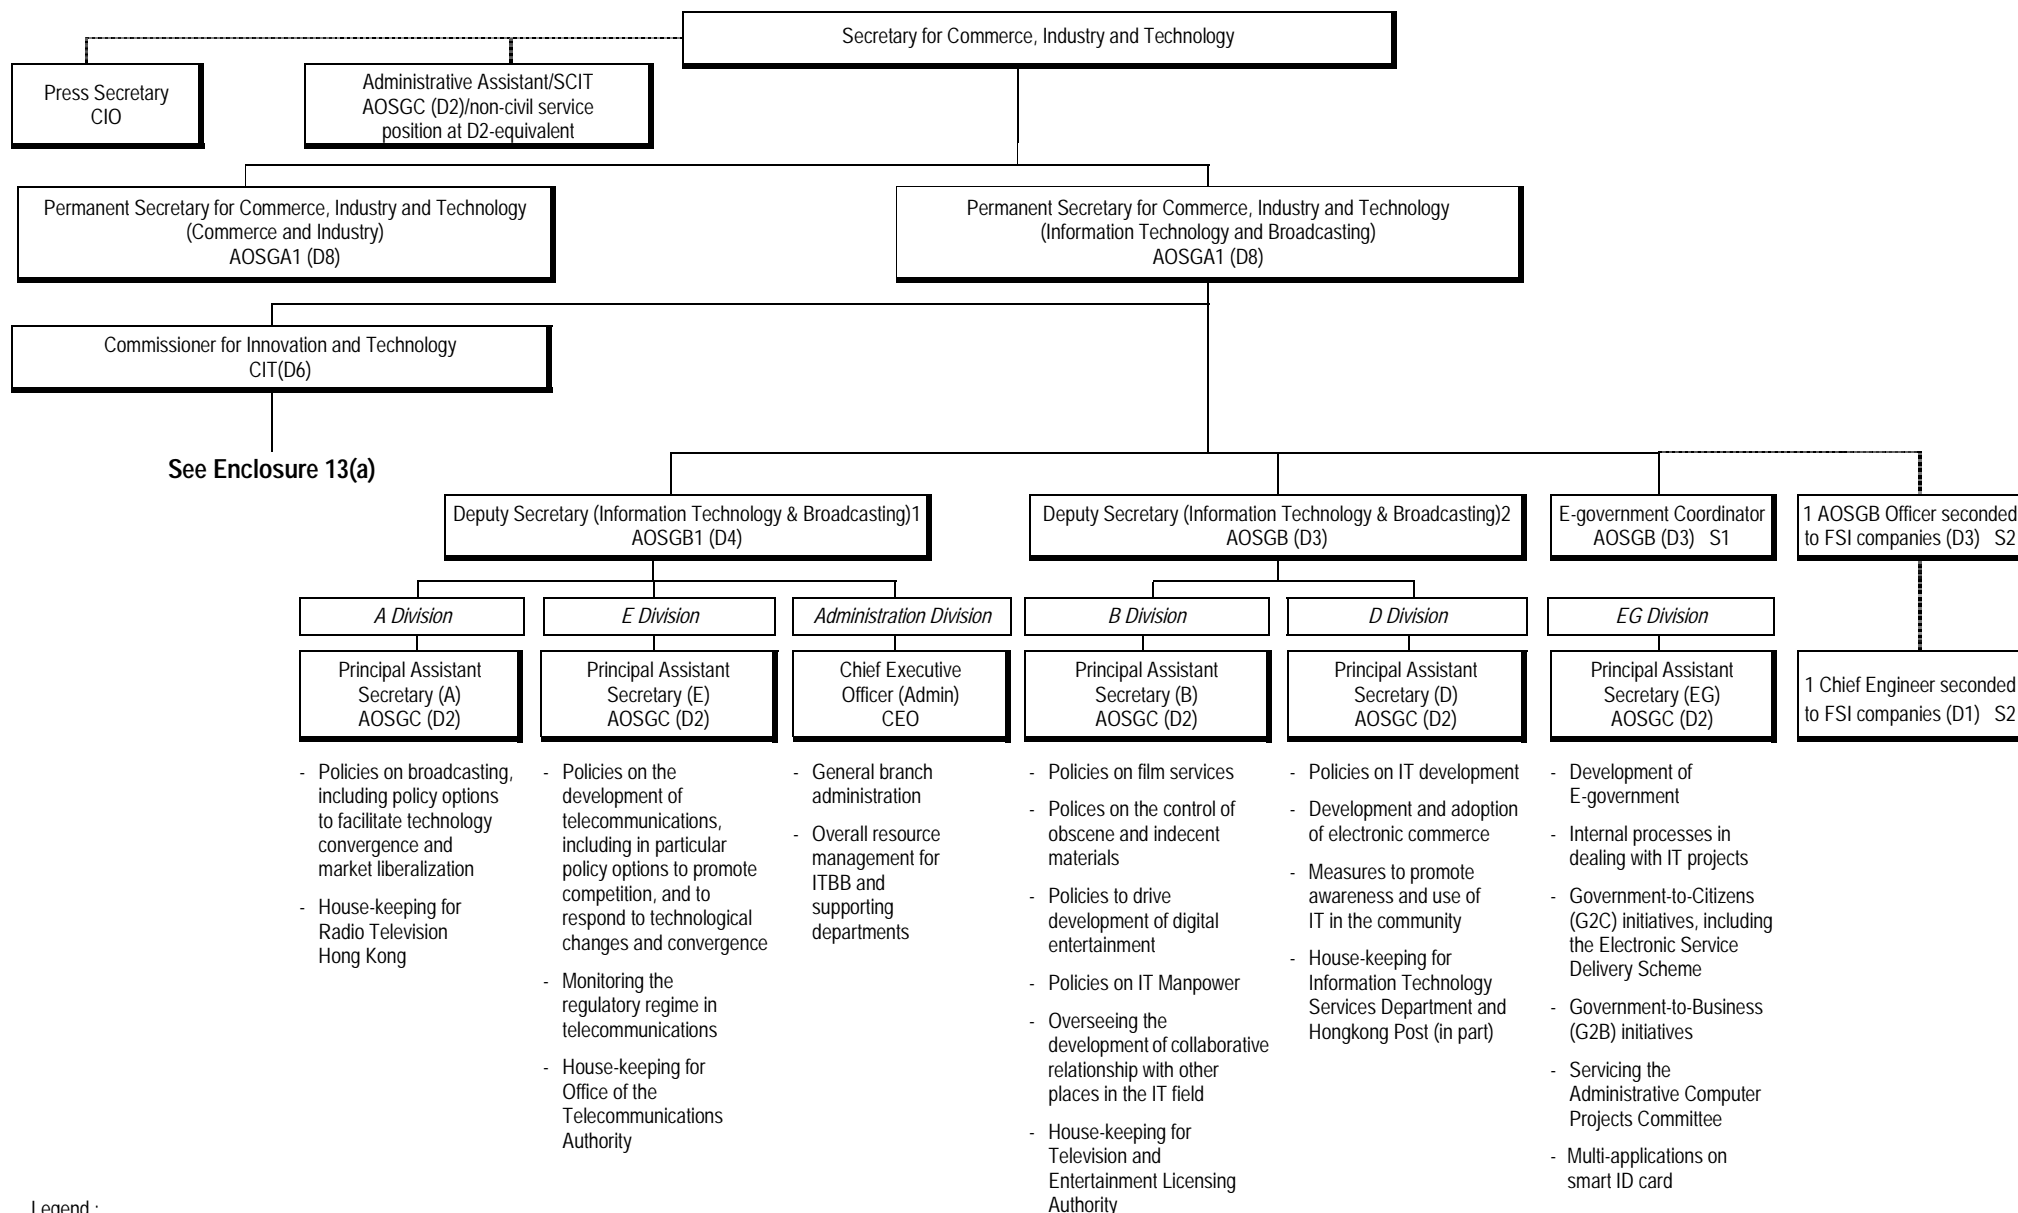 Secretary for Commerce, Industry and Technology
Press Secretary
CIO
Administrative Assistant/SCIT
AOSGC (D2)/non-civil service
position at D2-equivalent
Permanent Secretary for Commerce, Industry and Technology
(Commerce and Industry)
AOSGA1 (D8)
Permanent Secretary for Commerce, Industry and Technology
(Information Technology and Broadcasting)
AOSGA1 (D8)
Commissioner for Innovation and Technology
CIT(D6)
See Enclosure 13(a)
Deputy Secretary (Information Technology & Broadcasting)1
AOSGB1 (D4)
Deputy Secretary (Information Technology & Broadcasting)2
AOSGB (D3)
E-government Coordinator
AOSGB (D3) S1
1 AOSGB Officer seconded
to FSI companies (D3) S2
A Division
E Division
Administration Division
B Division
D Division
EG Division
Principal Assistant
Secretary (A)
AOSGC (D2)
Principal Assistant
Secretary (E)
AOSGC (D2)
Chief Executive
Officer (Admin)
CEO
Principal Assistant
Secretary (B)
AOSGC (D2)
Principal Assistant
Secretary (D)
AOSGC (D2)
Principal Assistant
Secretary (EG)
AOSGC (D2)
1 Chief Engineer seconded
to FSI companies (D1) S2
- Policies on broadcasting,
including policy options
to facilitate technology
convergence and
market liberalization
- House-keeping for
Radio Television
Hong Kong
- Policies on the
development of
telecommunications,
including in particular
policy options to promote
competition, and to
respond to technological
changes and convergence
- Monitoring the
regulatory regime in
telecommunications
- House-keeping for
Office of the
Telecommunications
Authority
- General branch
administration
- Overall resource
management for
ITBB and
supporting
departments
- Policies on film services
- Polices on the control of
obscene and indecent
materials
- Policies to drive
development of digital
entertainment
- Policies on IT Manpower
- Overseeing the
development of collaborative
relationship with other
places in the IT field
- House-keeping for
Television and
Entertainment Licensing
Authority
- Policies on IT development
- Development and adoption
of electronic commerce
- Measures to promote
awareness and use of
IT in the community
- House-keeping for
Information Technology
Services Department and
Hongkong Post (in part)
- Development of
E-government
- Internal processes in
dealing with IT projects
- Government-to-Citizens
(G2C) initiatives, including
the Electronic Service
Delivery Scheme
- Government-to-Business
(G2B) initiatives
- Servicing the
Administrative Computer
Projects Committee
- Multi-applications on
smart ID card
Legend :